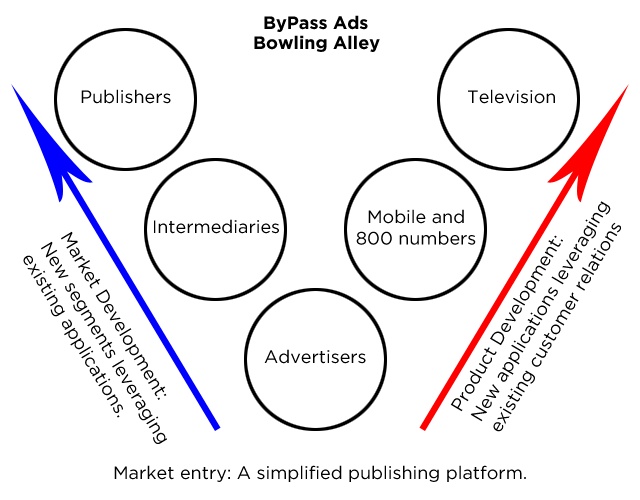 ByPass Ads
Bowling Alley
Publishers
Television
Intermediaries
Mobile and
800 numbers
Advertisers
Market Development:
New segments leveraging
existing applications.
Product Development:
New applications leveraging
existing customer relations
Market entry: A simplified publishing platform.